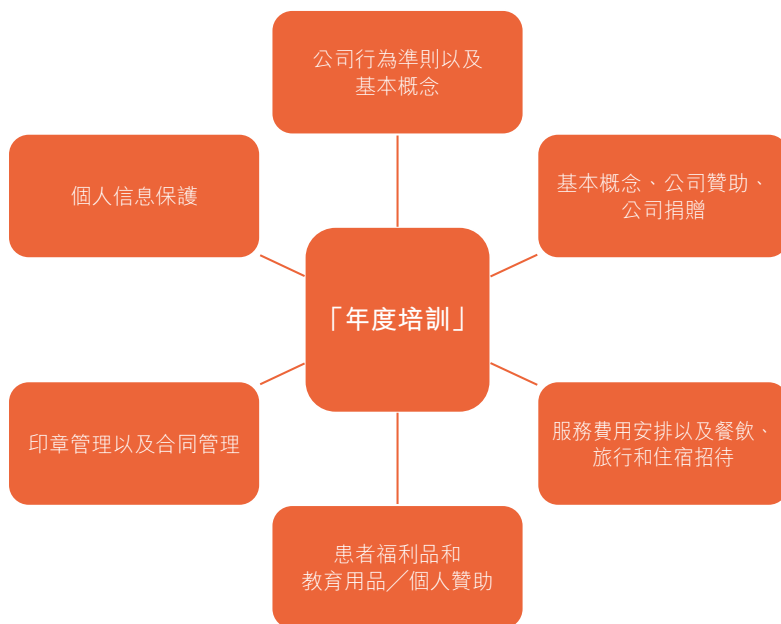 公司行為準則以及
基本概念
個人信息保護
基本概念、公司贊助、
公司捐贈
「年度培訓」
印章管理以及合同管理
服務費用安排以及餐飲、
旅行和住宿招待
患者福利品和
教育用品╱個人贊助